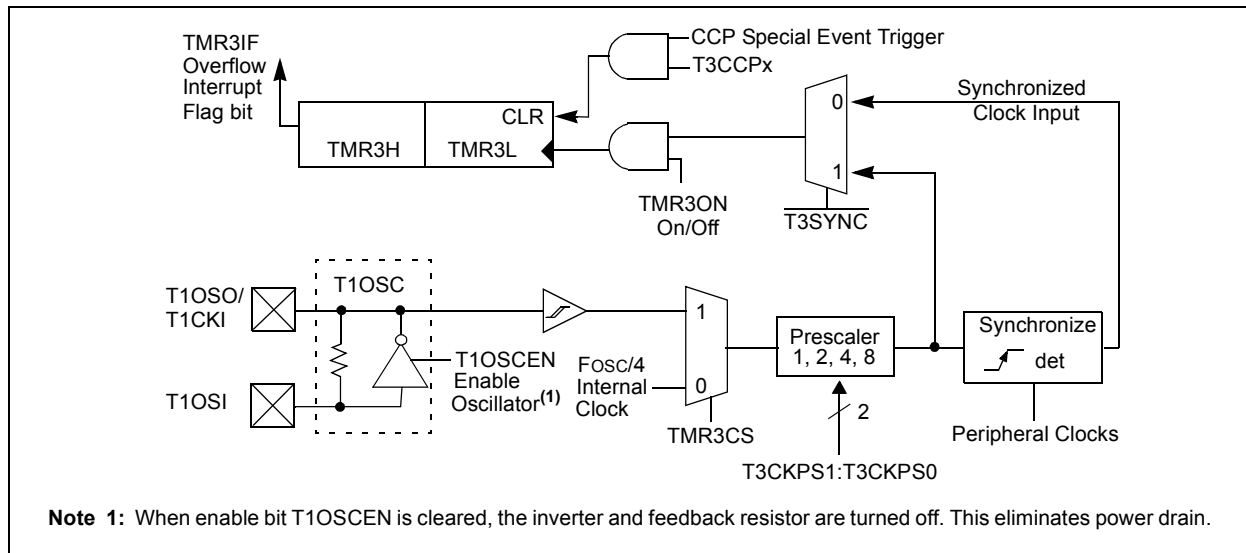 TMR3IF
Overflow
Interrupt
Flag bit
CCP Special Event Trigger
T3CCPx
CLR
TMR3H
TMR3L
TMR3ON
On/Off
0
1
T3SYNC
Synchronized
Clock Input
T1OSO/
T1CKI
T1OSI
T1OSC
T1OSCEN
Enable
Oscillator(1)
FOSC/4
Internal
Clock
1
0
TMR3CS
Prescaler
1, 2, 4, 8
2
T3CKPS1:T3CKPS0
Synchronize
det
Peripheral Clocks
Note 1: When enable bit T1OSCEN is cleared, the inverter and feedback resistor are turned off. This eliminates power drain.